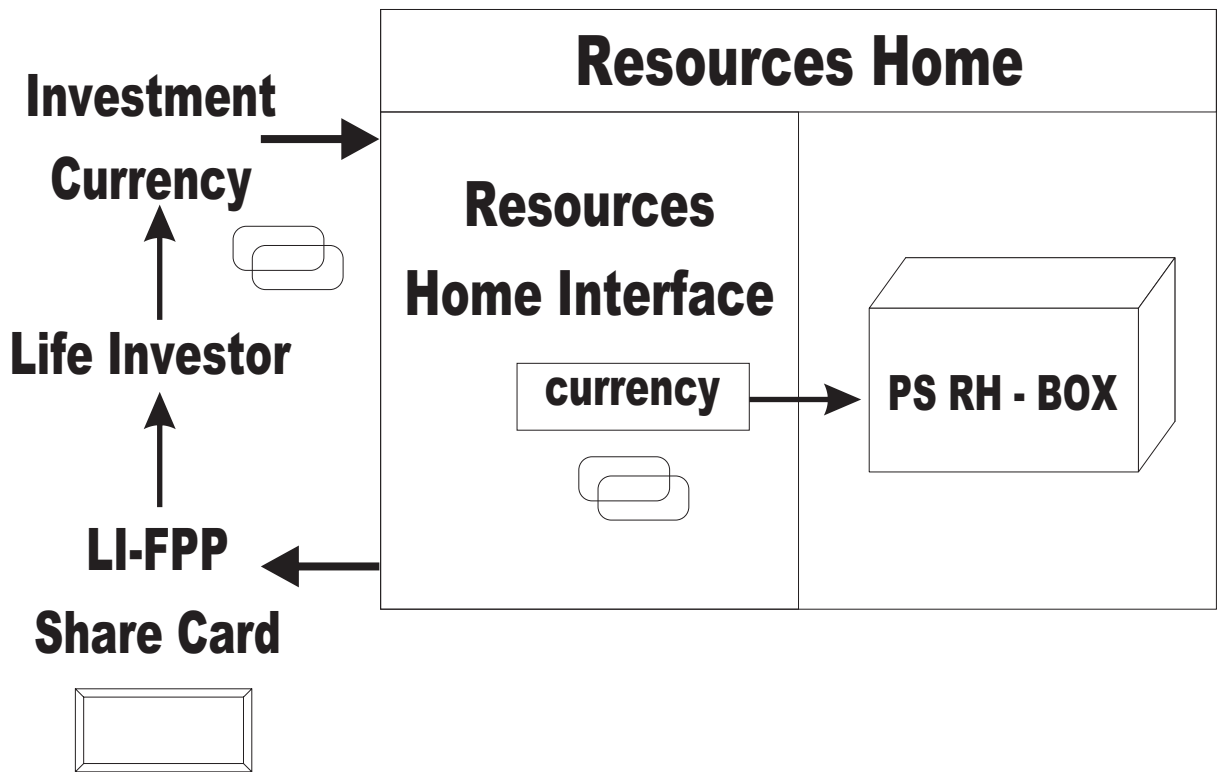 Resources Home
Investment
Currency
Life Investor
LI-FPP
Share Card
Resources
Home Interface
currency
PS RH - BOX